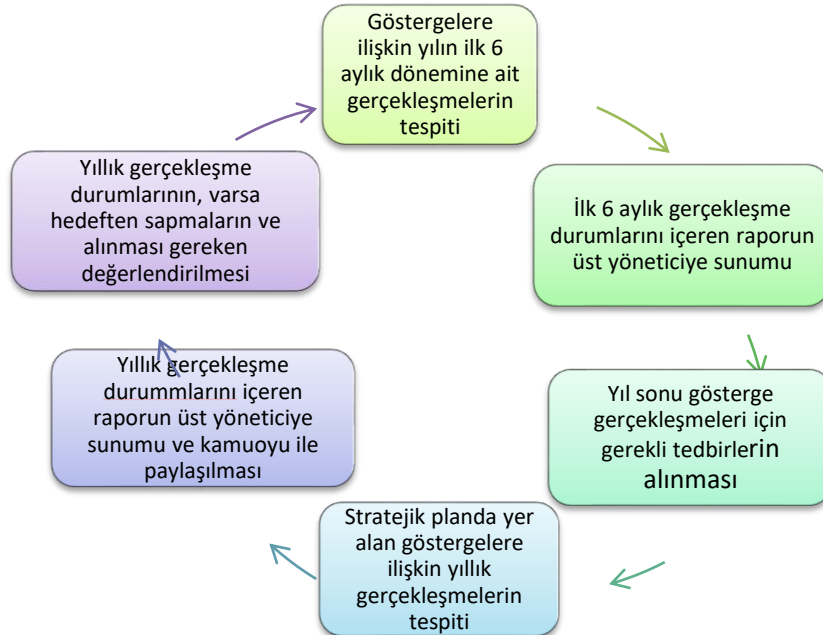 Göstergelere
ilişkin yılın ilk 6
aylık dönemine ait
gerçekleşmelerin
tespiti
İlk 6 aylık gerçekleşme
durumlarını içeren raporun
üst yöneticiye sunumu
Yıl sonu gösterge
gerçekleşmeleri için
gerekli tedbirlerin
alınması
Stratejik planda yer
alan göstergelere
ilişkin yıllık
gerçekleşmelerin
tespiti
Yıllık gerçekleşme
durummlarını içeren
raporun üst yöneticiye
sunumu ve kamuoyu ile
paylaşılması
Yıllık gerçekleşme
durumlarının, varsa
hedeften sapmaların ve
alınması gereken
değerlendirilmesi